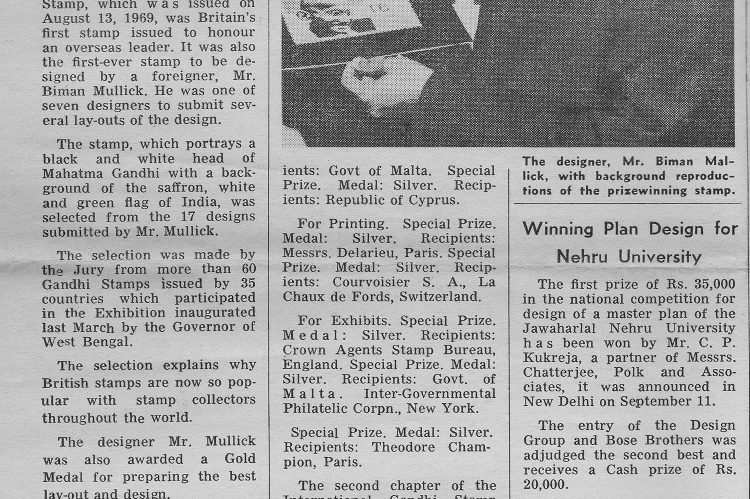 Stamp, which was issued on
August 13, 1969, was Britain's
first stamp issued to honour
an overseas leader. It was also
the first-ever stamp to be de-
signed by a foreigner, Mr.
Biman Mullick. He was one of
seven designers to submit sev-
eral lay-outs of the design.
The stamp, which portrays a
black and white head of
Mahatma Gandhi with a back-
ground of the saffron, white
and green flag of India, was
selected from the 17 designs
submitted by Mr. Mullick.
The selection was made by
the Jury from more than 60
Gandhi Stamps issued by 35
countries which participated
in the Exhibition inaugurated
last March by the Governor of
West Bengal.
The selection explains why
British stamps are now so pop-
ular with stamp collectors
throughout the world.
The designer Mr. Mullick
was also awarded a Gold
Medal for preparing the best
lay-out and design.
ients: Govt of Malta. Special
Prize. Medal: Silver. Recip-
ients: Republic of Cyprus.
For Printing. Special Prize.
Medal: Silver. Recipients:
Messrs. Delarieu, Paris. Special
Prize. Medal: Silver. Recip-
ients: Courvoisier S. A., La
Chaux de Fords, Switzerland.
For Exhibits. Special Prize.
Medal: Silver. Recipients:
Crown Agents Stamp Bureau,
England. Special Prize. Medal:
Silver. Recipients: Govt. of
Malta. Inter-Governmental
Philatelic Corpn., New York.
Special Prize. Medal: Silver.
Recipients: Theodore Cham-
pion, Paris.
The second chapter of the
International Gandhi Stamp
The designer, Mr. Biman Mal-
lick, with background reproduc-
tions of the prizewinning stamp.
Winning Plan Design for
Nehru University
The first prize of Rs. 35,000
in the national competition for
design of a master plan of the
Jawaharlal Nehru University
has been won by Mr. C. P.
Kukreja, a partner of Messrs.
Chatterjee, Polk and Asso-
ciates, it was announced in
New Delhi on September 11.
The entry of the Design
Group and Bose Brothers was
adjudged the second best and
receives a Cash prize of Rs.
20,000.